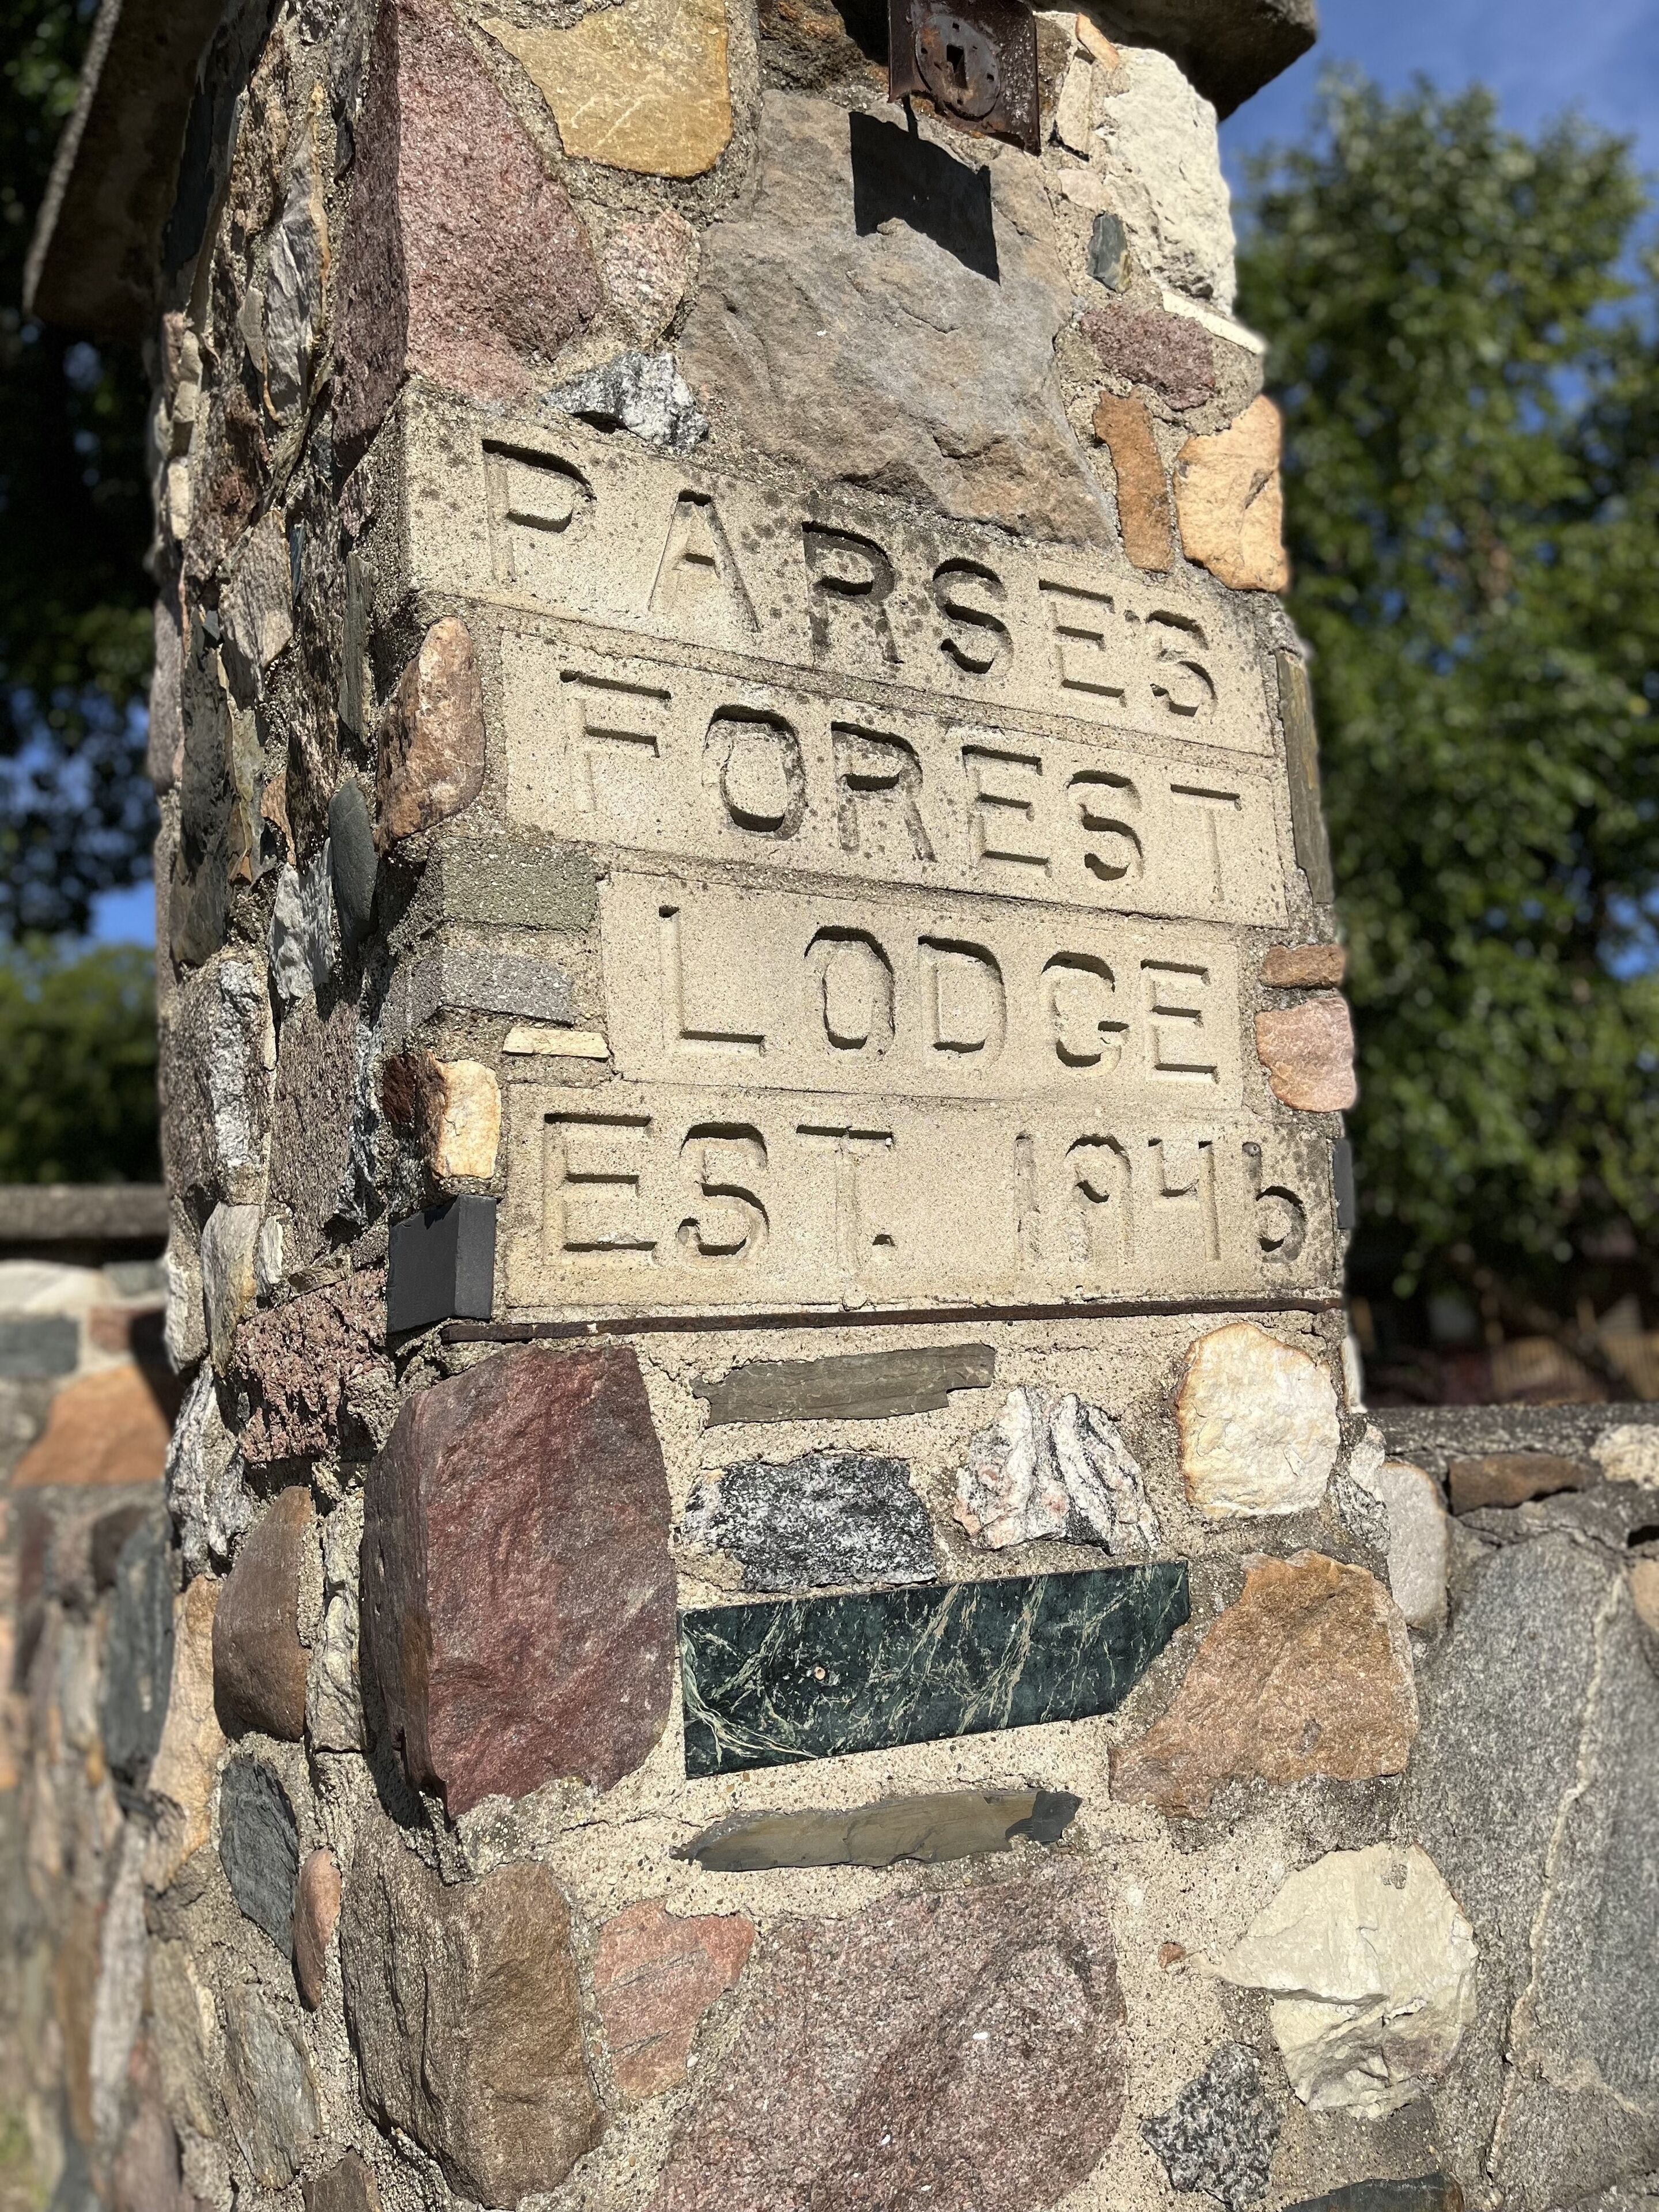 PARSE'S
FOREST
LODGE
EST. 1946